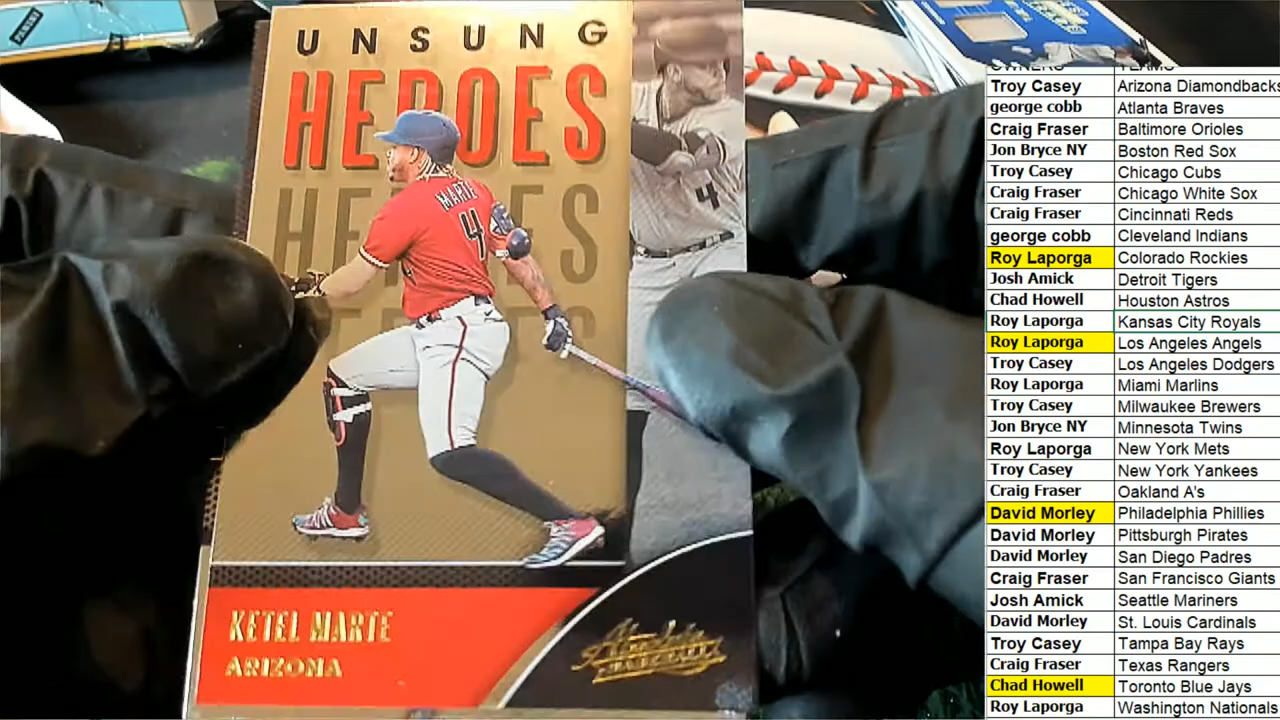 UNSUNG
HEROES
HEROES
HEROES
MARTE
4
4
KETEL MARTE
ARIZONA
Absolute
BASEBALL
OWNERS TEAMS
Troy Casey Arizona Diamondbacks
george cobb Atlanta Braves
Craig Fraser Baltimore Orioles
Jon Bryce NY Boston Red Sox
Troy Casey Chicago Cubs
Craig Fraser Chicago White Sox
Craig Fraser Cincinnati Reds
george cobb Cleveland Indians
Roy Laporga Colorado Rockies
Josh Amick Detroit Tigers
Chad Howell Houston Astros
Roy Laporga Kansas City Royals
Roy Laporga Los Angeles Angels
Troy Casey Los Angeles Dodgers
Roy Laporga Miami Marlins
Troy Casey Milwaukee Brewers
Jon Bryce NY Minnesota Twins
Roy Laporga New York Mets
Troy Casey New York Yankees
Craig Fraser Oakland A's
David Morley Philadelphia Phillies
David Morley Pittsburgh Pirates
David Morley San Diego Padres
Craig Fraser San Francisco Giants
Josh Amick Seattle Mariners
David Morley St. Louis Cardinals
Troy Casey Tampa Bay Rays
Craig Fraser Texas Rangers
Chad Howell Toronto Blue Jays
Roy Laporga Washington Nationals